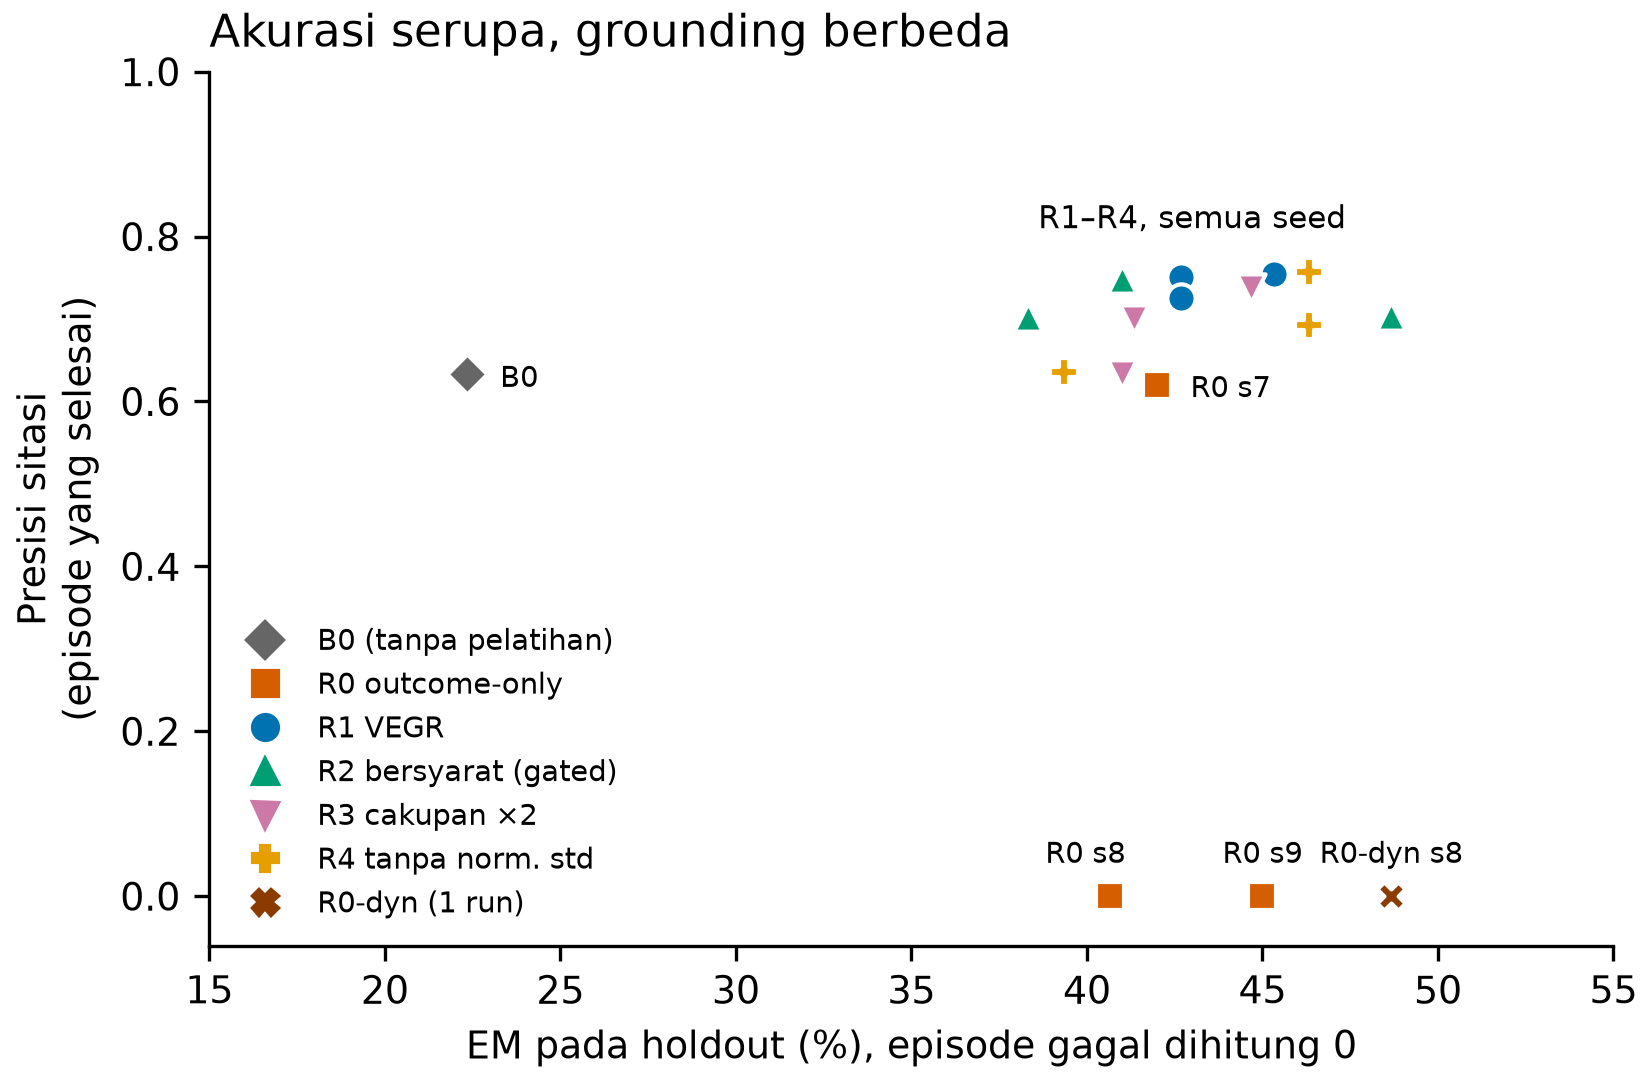 Akurasi serupa, grounding berbeda
1.0
0.8
0.6
0.4
0.2
0.0
Presisi sitasi
(episode yang selesai)
R1–R4, semua seed
B0
R0 s7
B0 (tanpa pelatihan)
R0 outcome-only
R1 VEGR
R2 bersyarat (gated)
R3 cakupan ×2
R4 tanpa norm. std
R0-dyn (1 run)
R0 s8
R0 s9
R0-dyn s8
15 20 25 30 35 40 45 50 55
EM pada holdout (%), episode gagal dihitung 0